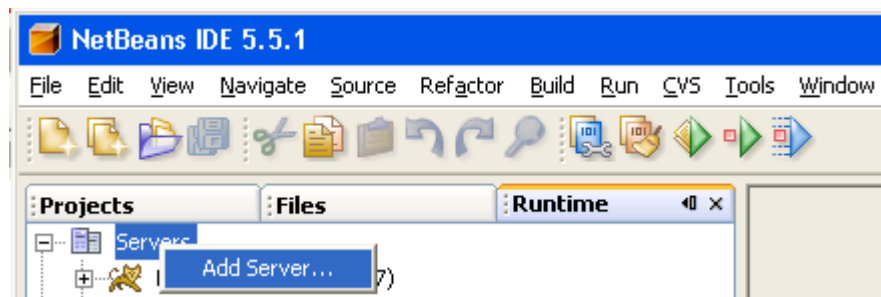 NetBeans IDE 5.5.1
File Edit View Navigate Source Refactor Build Run CVS Tools Window
Projects Files Runtime
Servers
Add Server...
7)